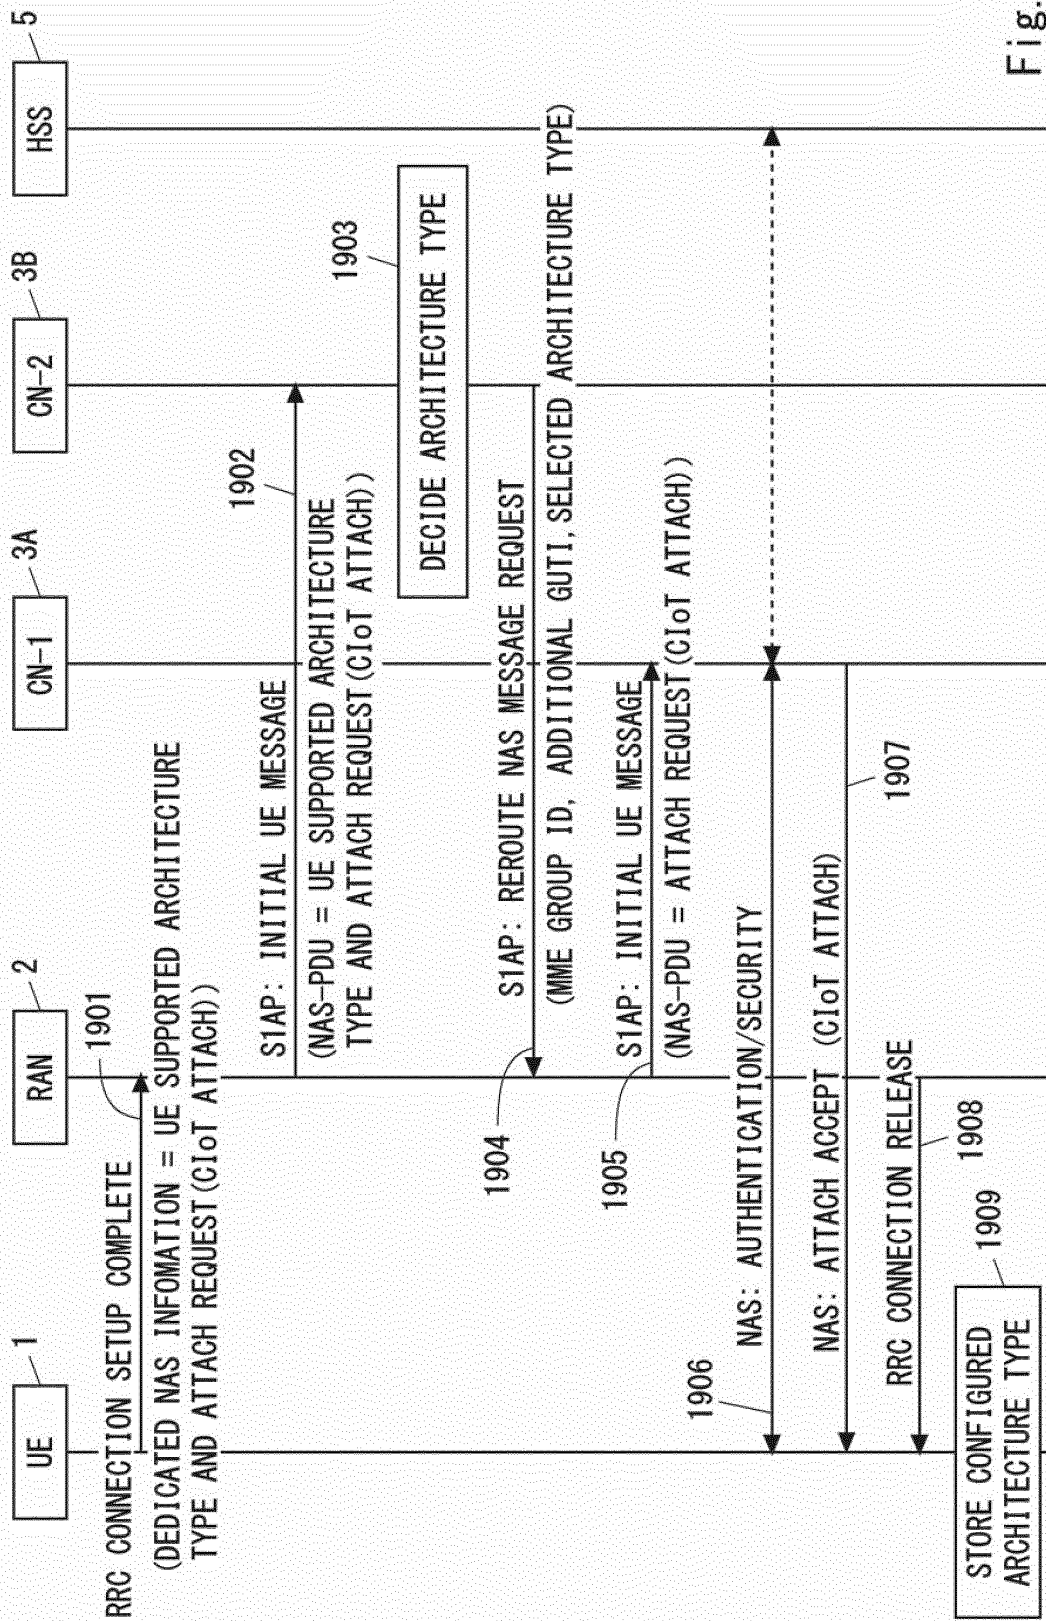 UE
1
RAN
2
CN-1
3A
CN-2
3B
HSS
5
RRC CONNECTION SETUP COMPLETE
1901
(DEDICATED NAS INFOMATION = UE SUPPORTED ARCHITECTURE
TYPE AND ATTACH REQUEST(CIoT ATTACH))
S1AP: INITIAL UE MESSAGE
1902
(NAS-PDU = UE SUPPORTED ARCHITECTURE
TYPE AND ATTACH REQUEST(CIoT ATTACH))
1903
DECIDE ARCHITECTURE TYPE
1904
S1AP: REROUTE NAS MESSAGE REQUEST
(MME GROUP ID, ADDITIONAL GUTI, SELECTED ARCHITECTURE TYPE)
1905
S1AP: INITIAL UE MESSAGE
(NAS-PDU = ATTACH REQUEST(CIoT ATTACH))
1906
NAS: AUTHENTICATION/SECURITY
NAS: ATTACH ACCEPT (CIoT ATTACH)
1907
RRC CONNECTION RELEASE
1908
STORE CONFIGURED
ARCHITECTURE TYPE
1909
Fig.